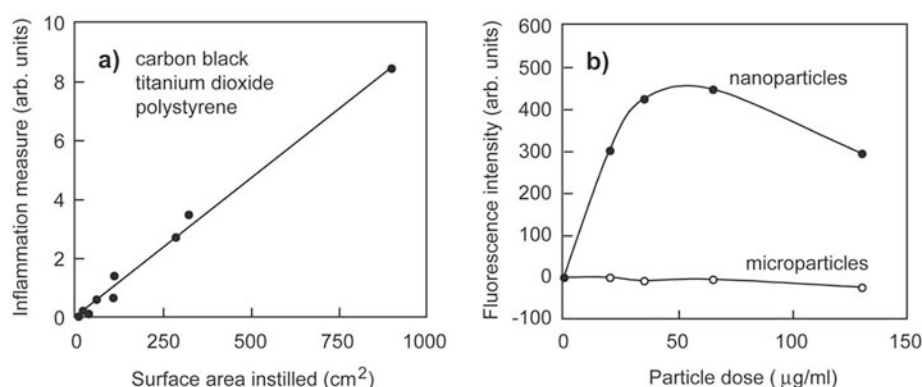 a) carbon black
titanium dioxide
polystyrene
Inflammation measure (arb. units)
10
8
6
4
2
0
0
250
500
750
1000
Surface area instilled (cm²)
b)
nanoparticles
microparticles
Fluorescence intensity (arb. units)
600
500
400
300
200
100
0
-100
0
50
100
150
Particle dose ( µg/ml)